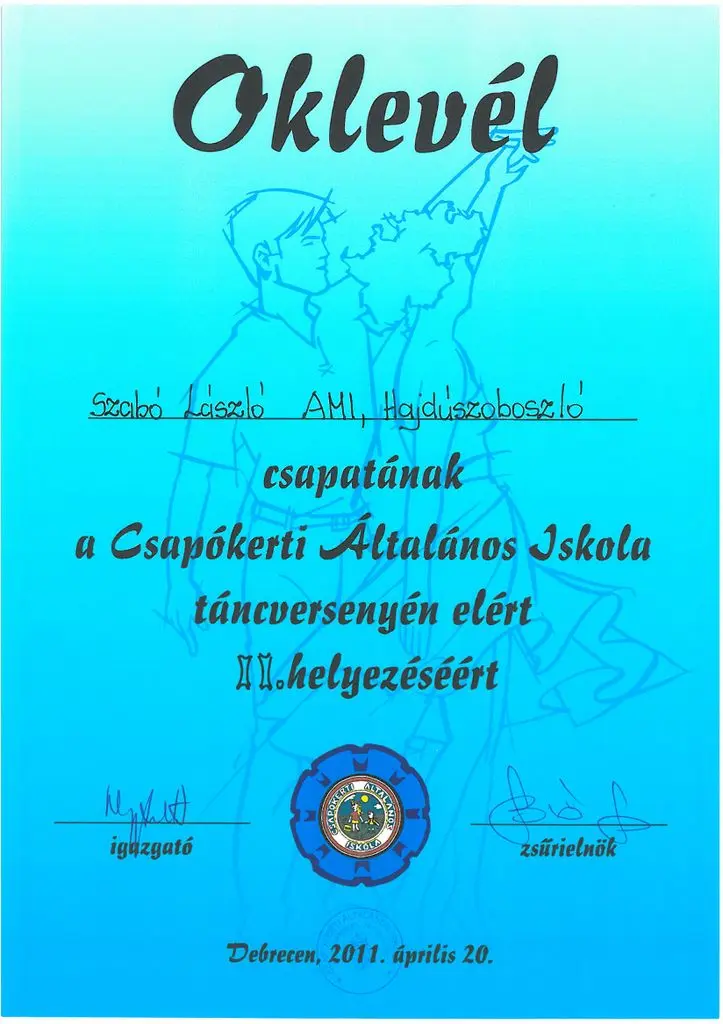 Oklevél
Szabó László AMI, Hajdúszoboszló
csapatának
a Csapókerti Általános Iskola
táncversenyén elért
II.helyezéséért
CSAPÓKERTI ÁLTALÁNOS
ISKOLA
igazgató
zsűrielnök
Debrecen, 2011. április 20.